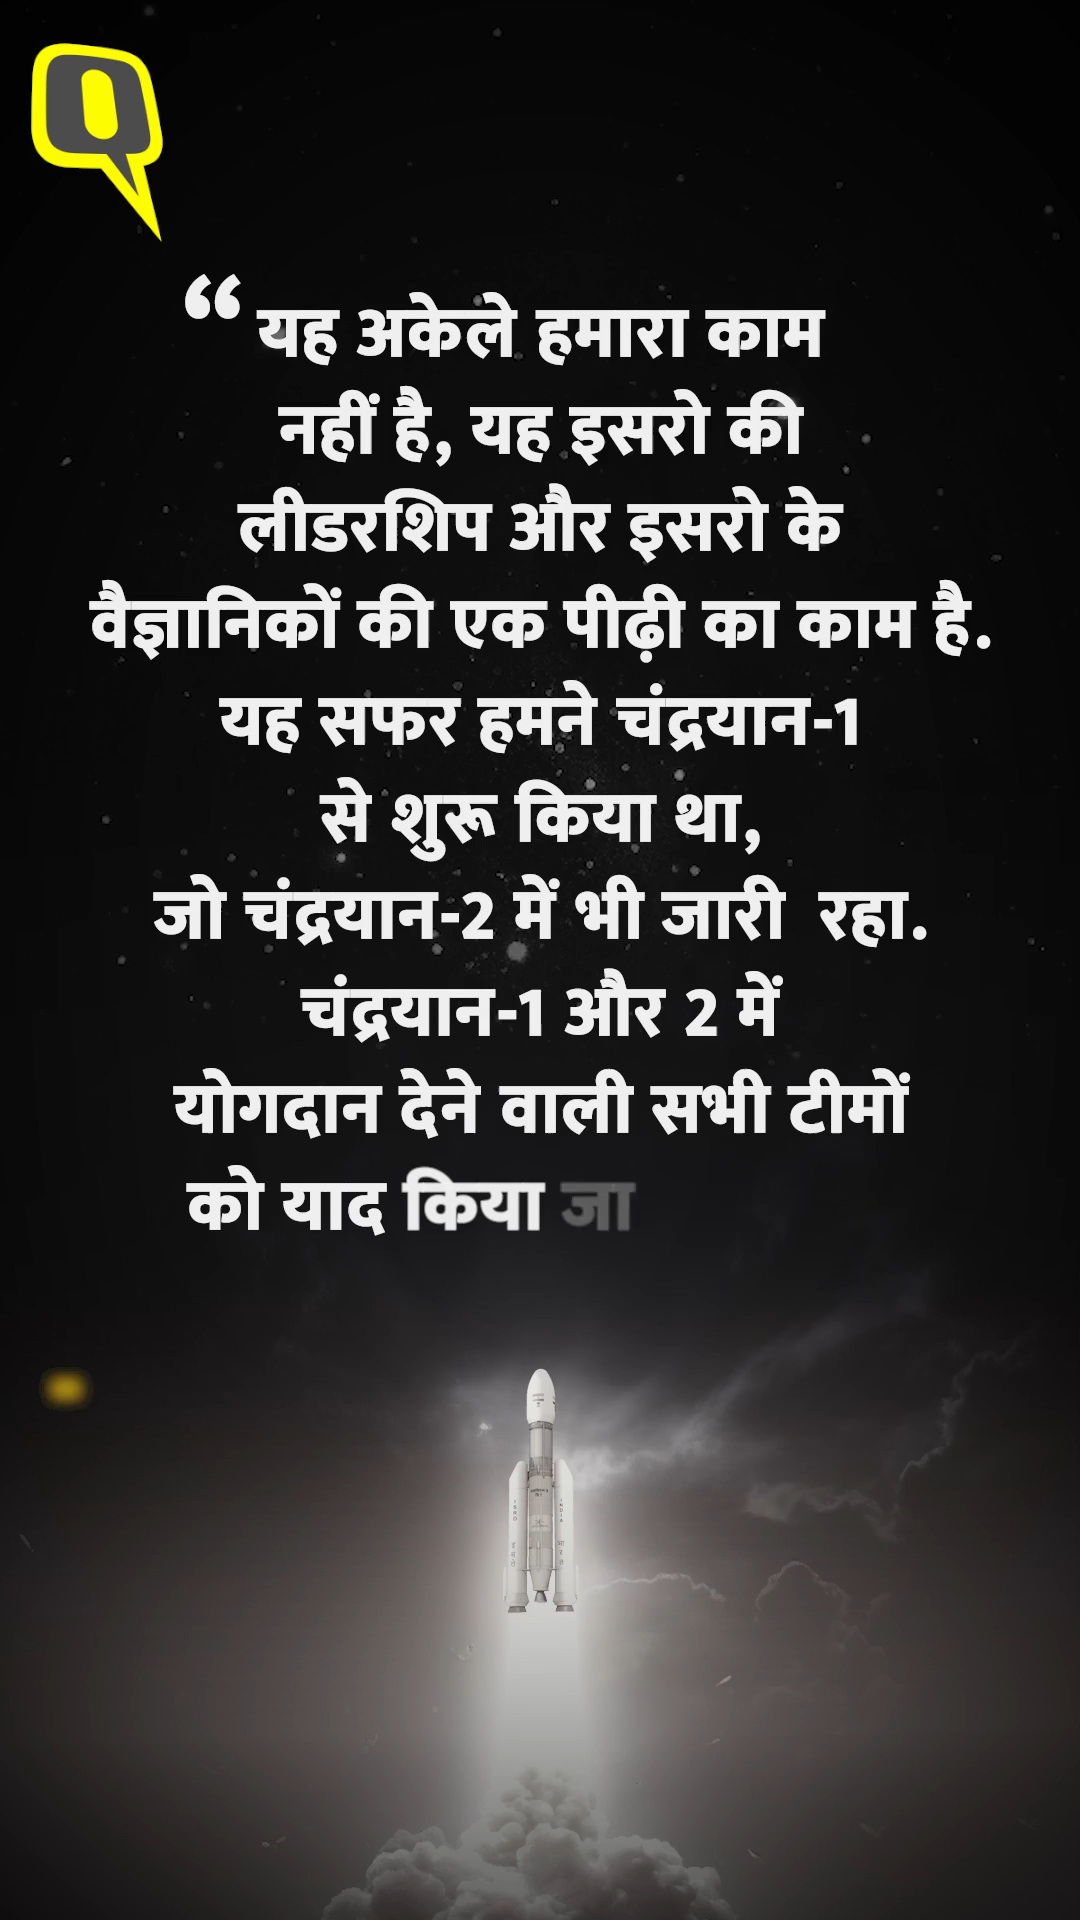 “ यह अकेले हमारा काम
नहीं है, यह इसरो की
लीडरशिप और इसरो के
वैज्ञानिकों की एक पीढ़ी का काम है.
यह सफर हमने चंद्रयान-1
से शुरू किया था,
जो चंद्रयान-2 में भी जारी  रहा.
चंद्रयान-1 और 2 में
योगदान देने वाली सभी टीमों
को याद किया जा